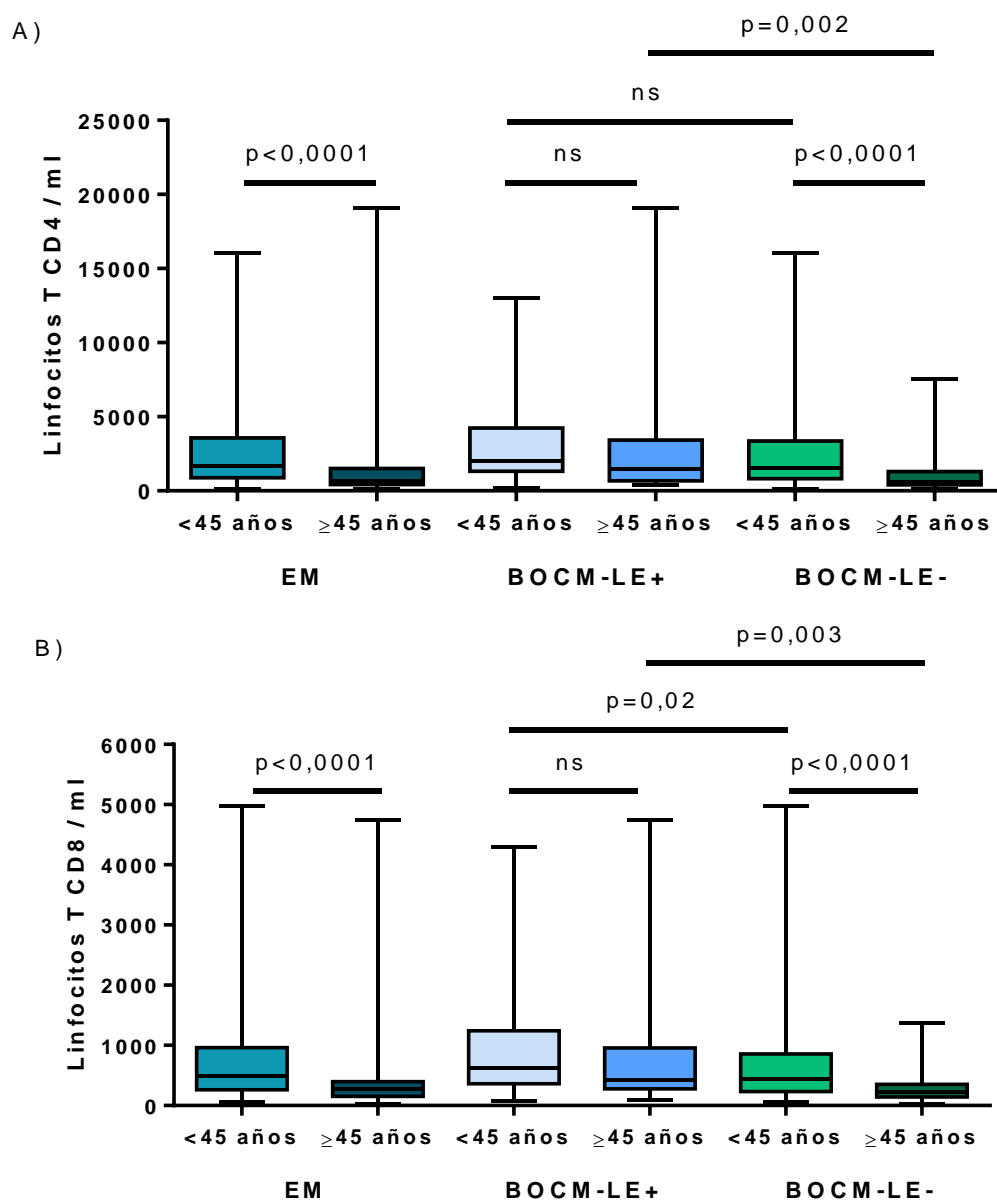 A)
p=0,002
ns
p<0,0001
ns
p<0,0001
Linfocitos T CD4 / ml
25000
20000
15000
10000
5000
0
<45 años ≥45 años <45 años ≥45 años <45 años ≥45 años
EM BOCM-LE+ BOCM-LE-
B)
p=0,003
p=0,02
p<0,0001
ns
p<0,0001
Linfocitos T CD8 / ml
6000
5000
4000
3000
2000
1000
0
<45 años ≥45 años <45 años ≥45 años <45 años ≥45 años
EM BOCM-LE+ BOCM-LE-